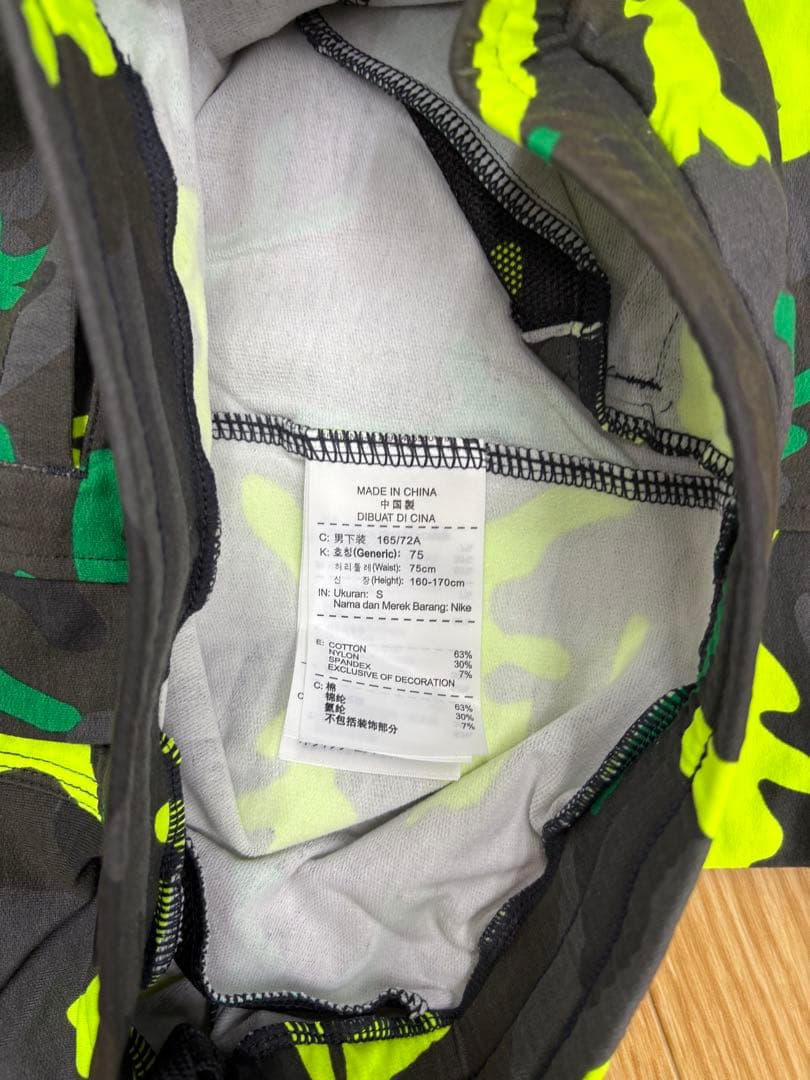 MADE IN CHINA
中国製
DIBUAT DI CINA
C: 男下装 165/72A
K: 호칭(Generic): 75
허리둘레(Waist): 75cm
신 장(Height): 160-170cm
IN: Ukuran: S
Nama dan Merek Barang: Nike
E: COTTON 63%
NYLON 30%
SPANDEX 7%
EXCLUSIVE OF DECORATION
C: 棉 63%
锦纶 30%
氨纶 7%
不包括装饰部分